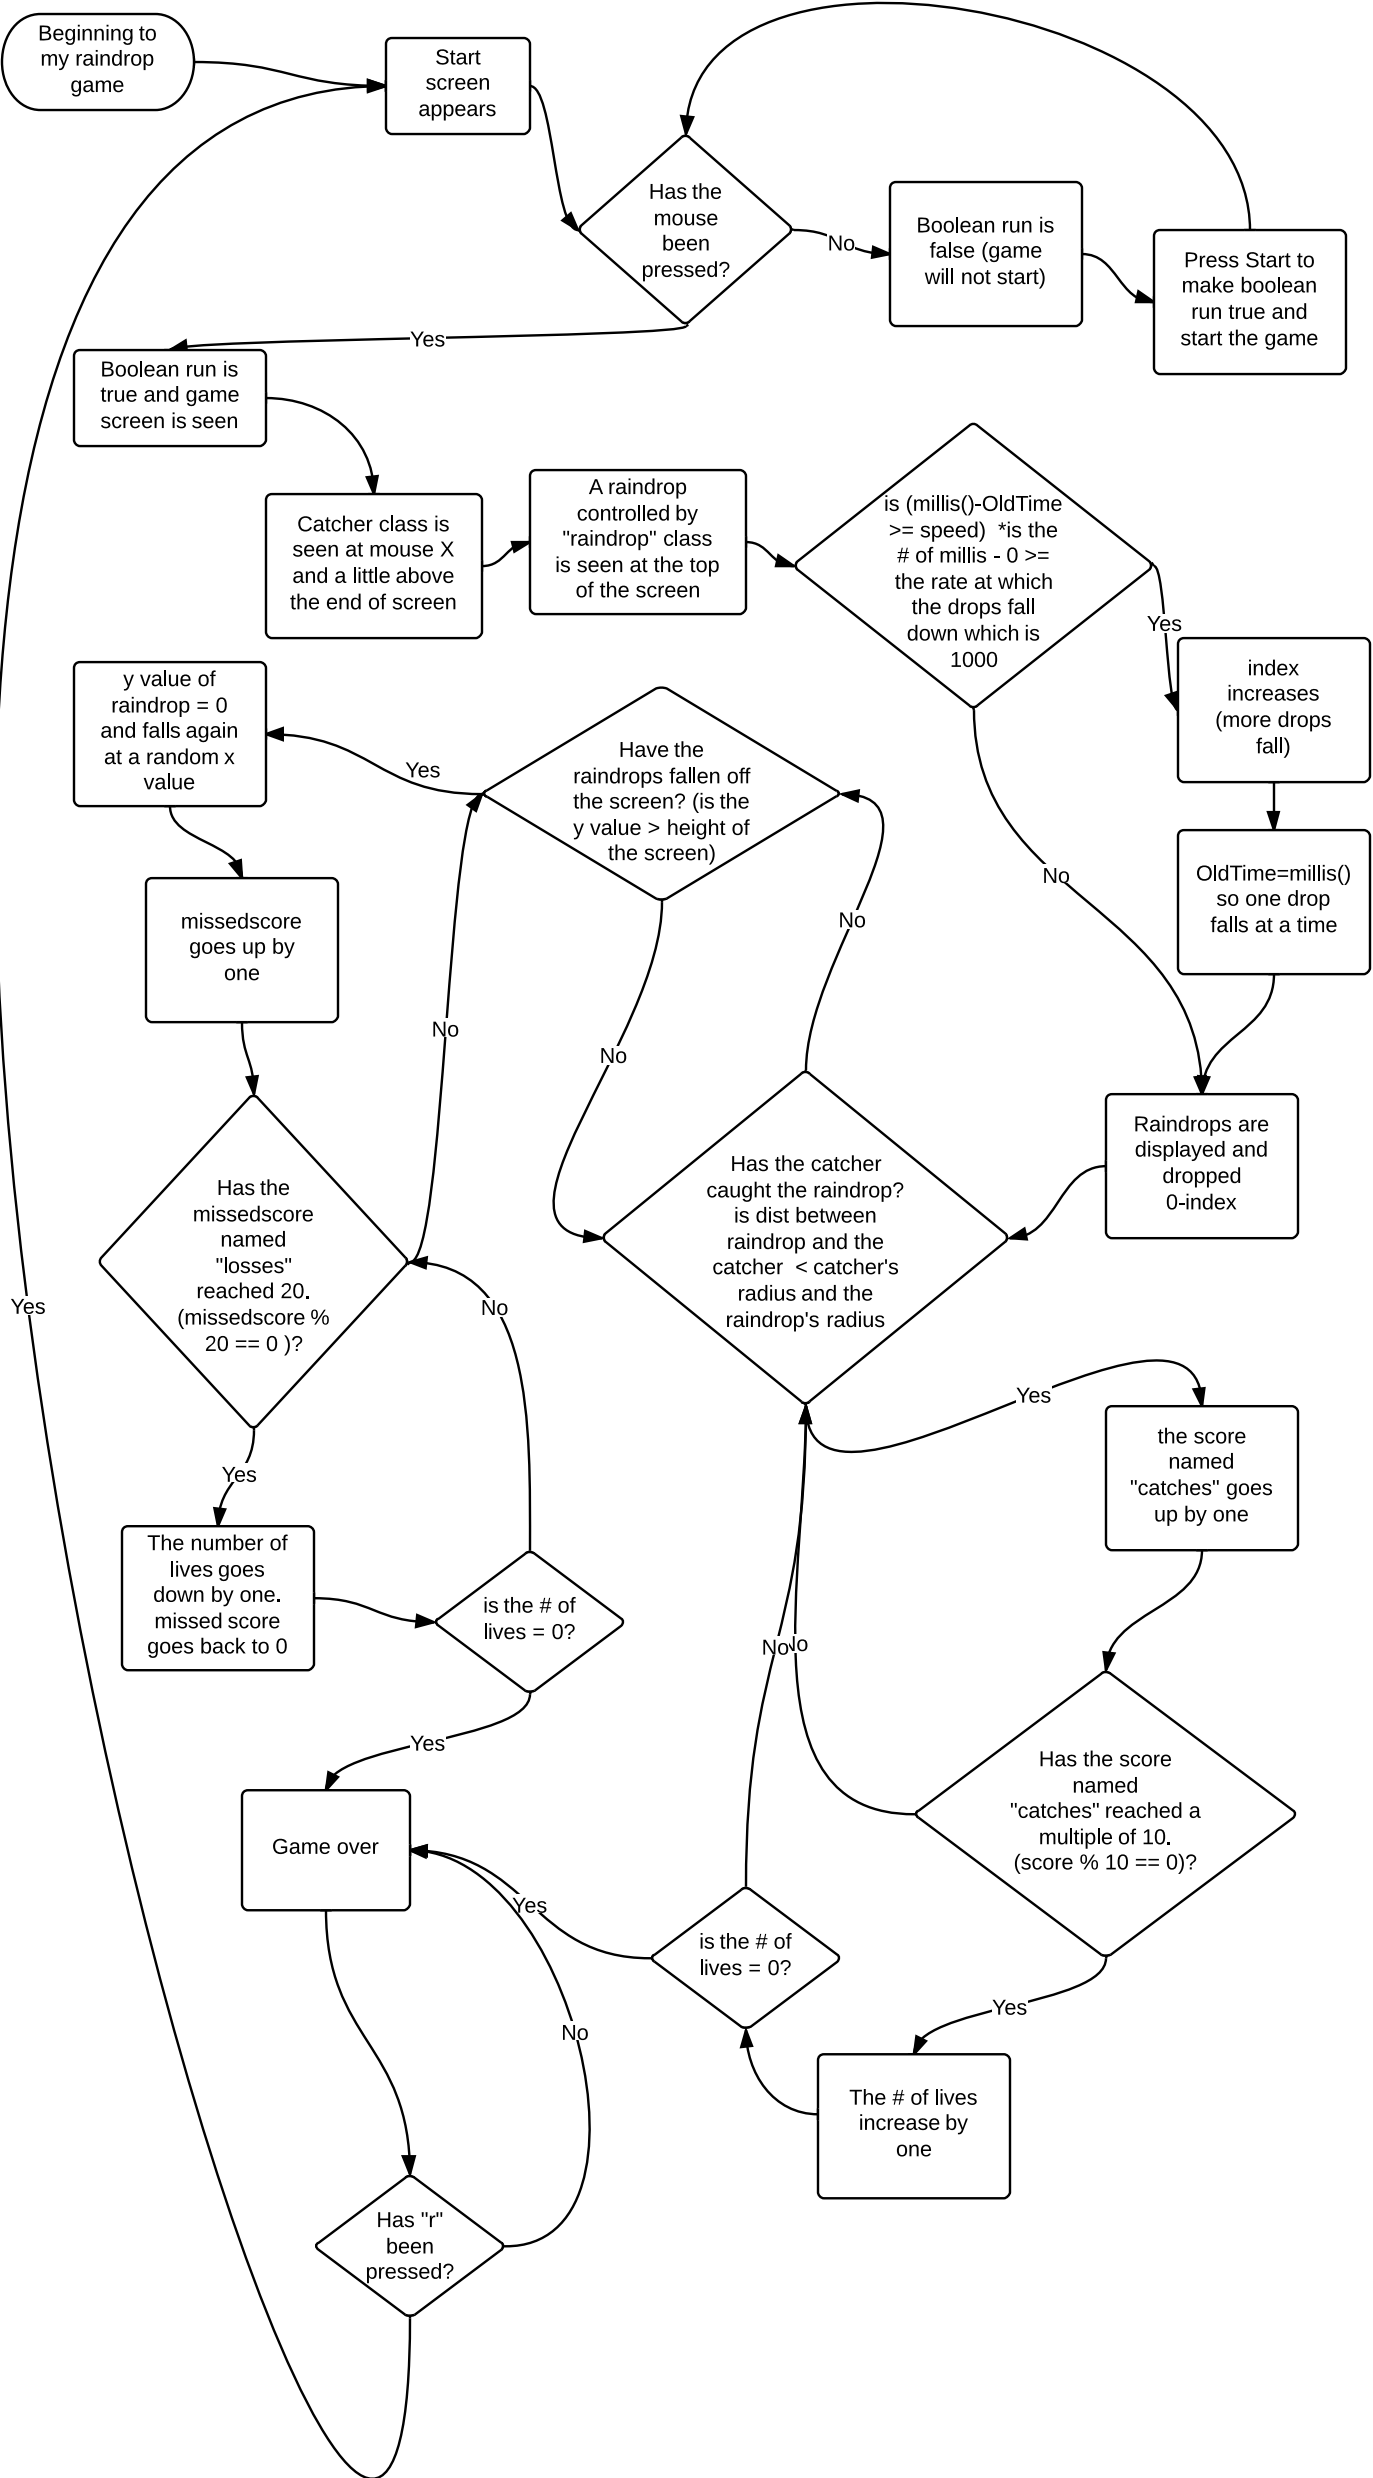 Beginning to
my raindrop
game
Start
screen
appears
Has the
mouse
been
pressed?
No
Boolean run is
false (game
will not start)
Press Start to
make boolean
run true and
start the game
Yes
Boolean run is
true and game
screen is seen
Catcher class is
seen at mouse X
and a little above
the end of screen
A raindrop
controlled by
"raindrop" class
is seen at the top
of the screen
is (millis()-OldTime
>= speed)  *is the
# of millis - 0 >=
the rate at which
the drops fall
down which is
1000
Yes
index
increases
(more drops
fall)
No
OldTime=millis()
so one drop
falls at a time
Raindrops are
displayed and
dropped
0-index
Has the catcher
caught the raindrop?
is dist between
raindrop and the
catcher  < catcher's
radius and the
raindrop's radius
No
Have the
raindrops fallen off
the screen? (is the
y value > height of
the screen)
No
Yes
y value of
raindrop = 0
and falls again
at a random x
value
missedscore
goes up by
one
Has the
missedscore
named
"losses"
reached 20.
(missedscore %
20 == 0 )?
No
Yes
The number of
lives goes
down by one.
missed score
goes back to 0
is the # of
lives = 0?
No
Yes
Game over
Yes
the score
named
"catches" goes
up by one
Has the score
named
"catches" reached a
multiple of 10.
(score % 10 == 0)?
No
Yes
The # of lives
increase by
one
is the # of
lives = 0?
No
Yes
Has "r"
been
pressed?
No
Yes